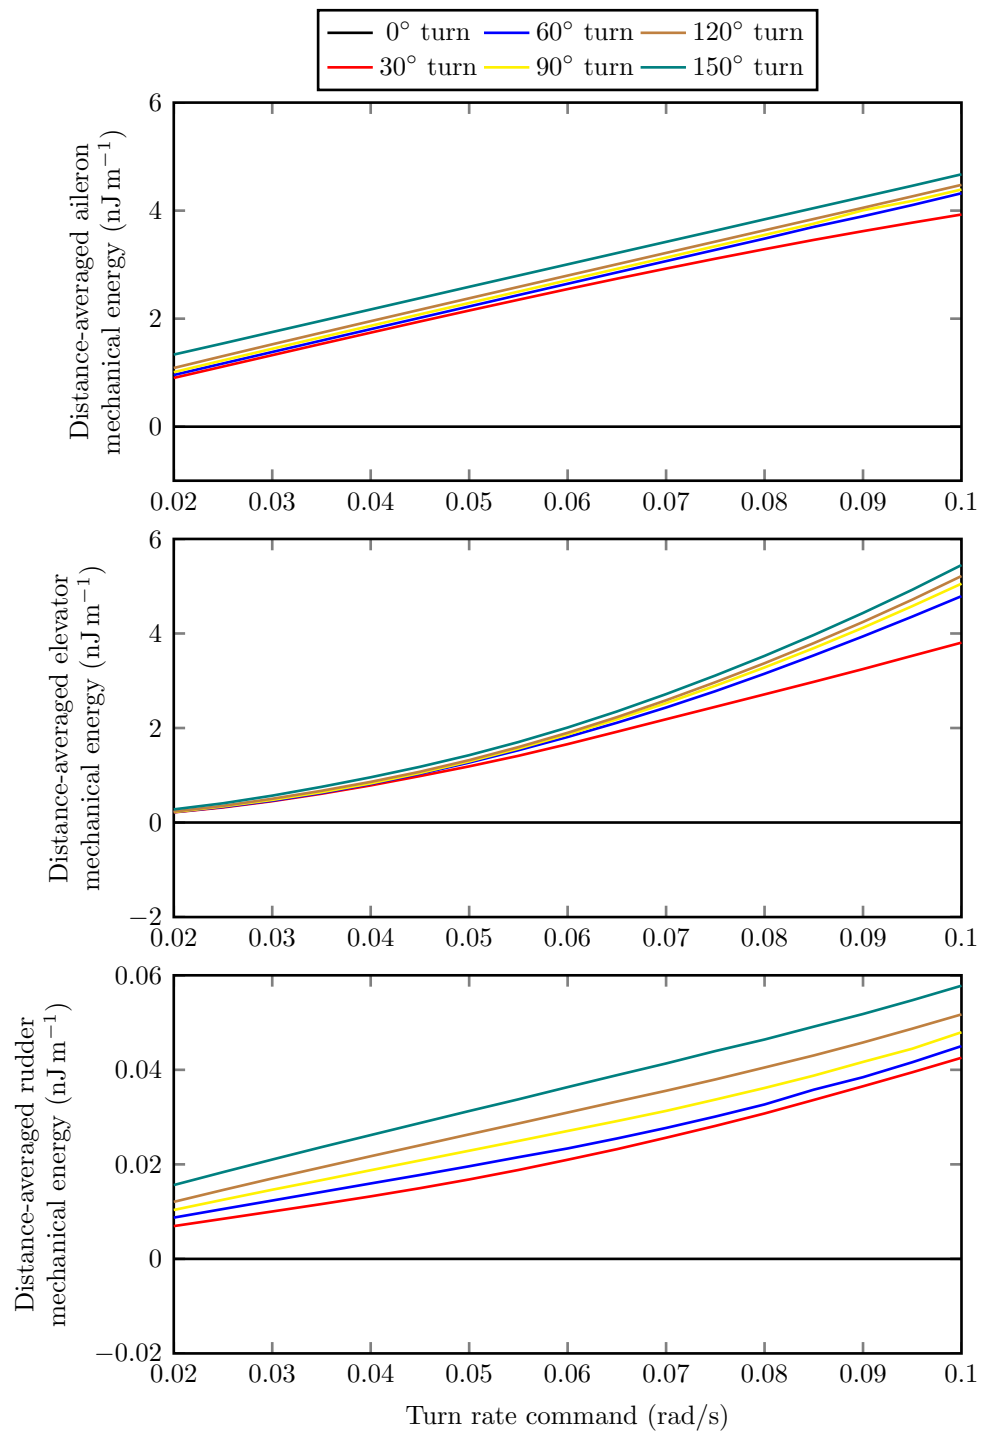 0° turn 60° turn 120° turn
30° turn 90° turn 150° turn
Distance-averaged aileron
mechanical energy (nJ m⁻¹)
6
4
2
0
0.02 0.03 0.04 0.05 0.06 0.07 0.08 0.09 0.1
Distance-averaged elevator
mechanical energy (nJ m⁻¹)
6
4
2
0
−2
0.02 0.03 0.04 0.05 0.06 0.07 0.08 0.09 0.1
Distance-averaged rudder
mechanical energy (nJ m⁻¹)
0.06
0.04
0.02
0
−0.02
0.02 0.03 0.04 0.05 0.06 0.07 0.08 0.09 0.1
Turn rate command (rad/s)